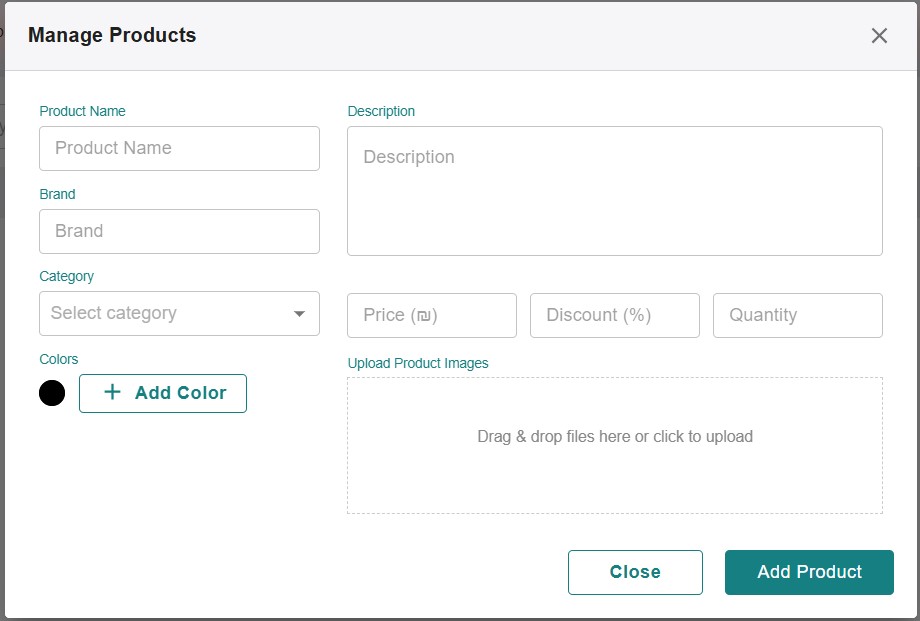 Manage Products
Product Name
Product Name
Brand
Brand
Category
Select category
Colors
+ Add Color
Description
Description
Price (₪)
Discount (%)
Quantity
Upload Product Images
Drag & drop files here or click to upload
Close
Add Product